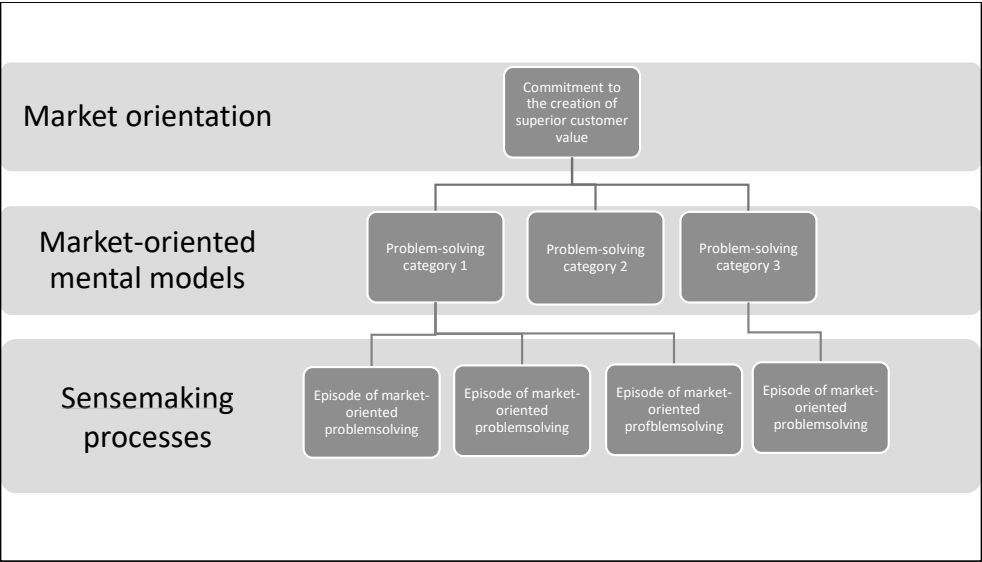 Market orientation
Commitment to
the creation of
superior customer
value
Market-oriented
mental models
Problem-solving
category 1
Problem-solving
category 2
Problem-solving
category 3
Sensemaking
processes
Episode of market-
oriented
problemsolving
Episode of market-
oriented
problemsolving
Episode of market-
oriented
profblemsolving
Episode of market-
oriented
problemsolving